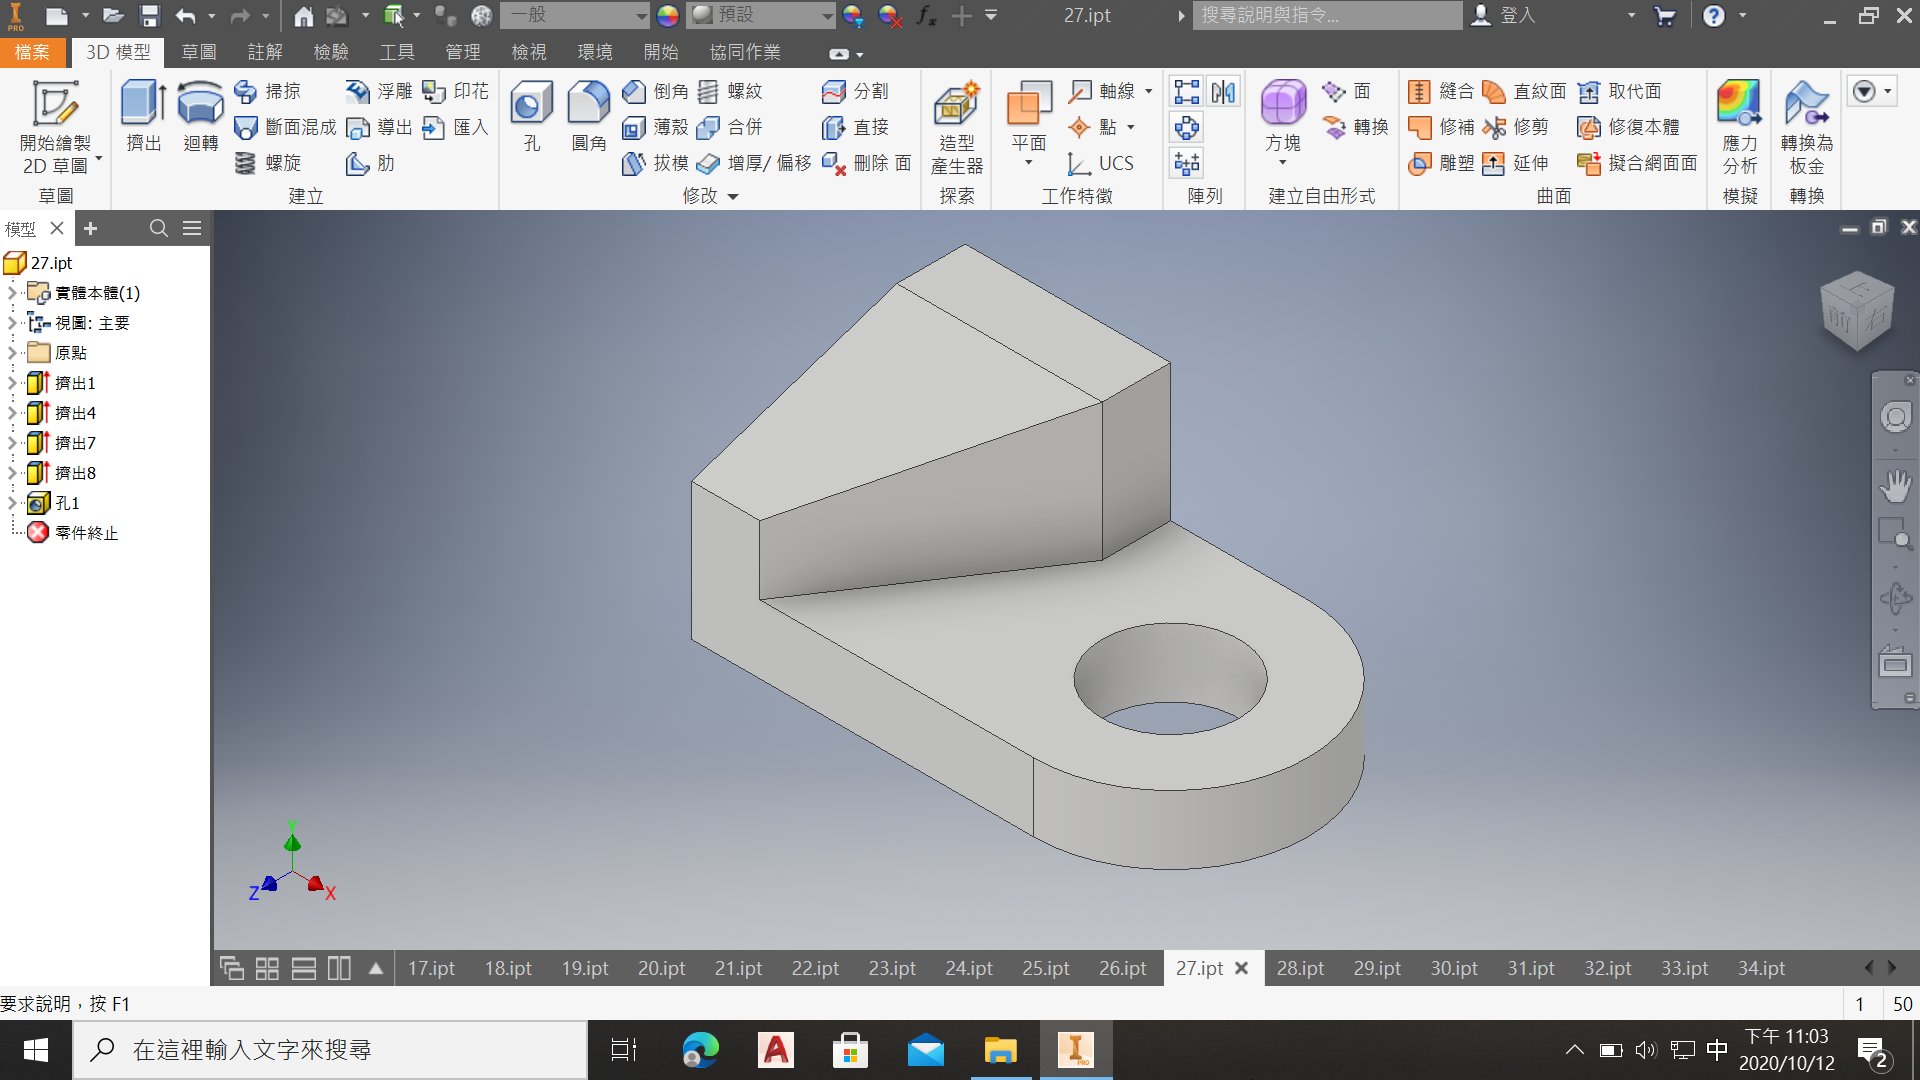 PRO
一般
預設
27.ipt
搜尋說明與指令...
登入
檔案
3D 模型
草圖
註解
檢驗
工具
管理
檢視
環境
開始
協同作業
開始繪製
2D 草圖
草圖
擠出
迴轉
掃掠
斷面混成
螺旋
浮雕
導出
肋
印花
匯入
建立
孔
圓角
倒角
薄殼
拔模
螺紋
合併
增厚/ 偏移
分割
直接
刪除 面
修改
造型
產生器
探索
平面
軸線
點
UCS
工作特徵
陣列
方塊
面
轉換
建立自由形式
縫合
修補
雕塑
直紋面
修剪
延伸
取代面
修復本體
擬合網面面
曲面
應力
分析
模擬
轉換為
板金
轉換
模型
27.ipt
實體本體(1)
視圖: 主要
原點
擠出1
擠出4
擠出7
擠出8
孔1
零件終止
上
前
右
Y
Z
X
17.ipt
18.ipt
19.ipt
20.ipt
21.ipt
22.ipt
23.ipt
24.ipt
25.ipt
26.ipt
27.ipt
28.ipt
29.ipt
30.ipt
31.ipt
32.ipt
33.ipt
34.ipt
要求說明，按 F1
1
50
在這裡輸入文字來搜尋
中
下午 11:03
2020/10/12
2